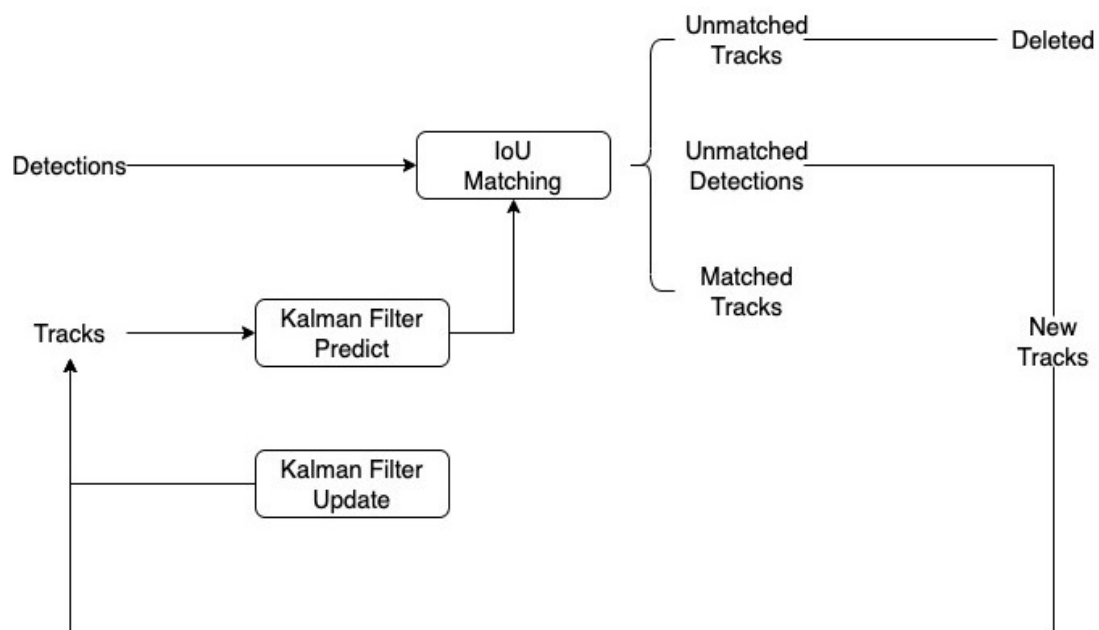 Unmatched
Tracks
Deleted
Detections
IoU
Matching
Unmatched
Detections
Matched
Tracks
Tracks
Kalman Filter
Predict
New
Tracks
Kalman Filter
Update